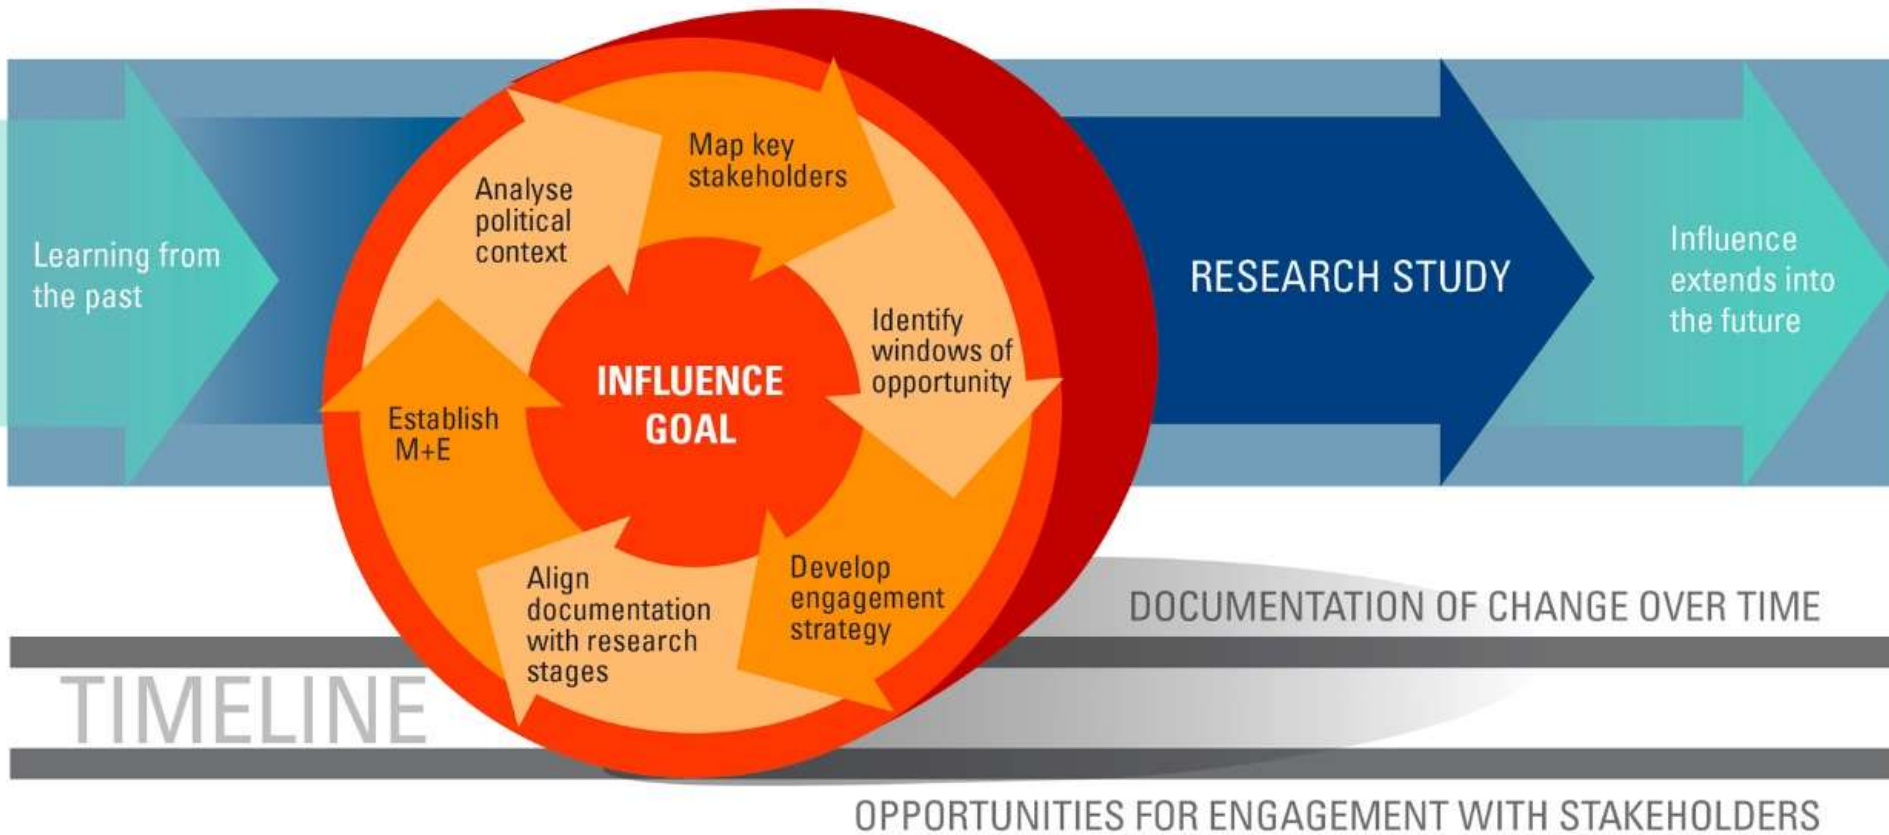 Learning from
the past
Analyse
political
context
Map key
stakeholders
Identify
windows of
opportunity
Develop
engagement
strategy
Align
documentation
with research
stages
Establish
M+E
INFLUENCE
GOAL
RESEARCH STUDY
Influence
extends into
the future
DOCUMENTATION OF CHANGE OVER TIME
TIMELINE
OPPORTUNITIES FOR ENGAGEMENT WITH STAKEHOLDERS